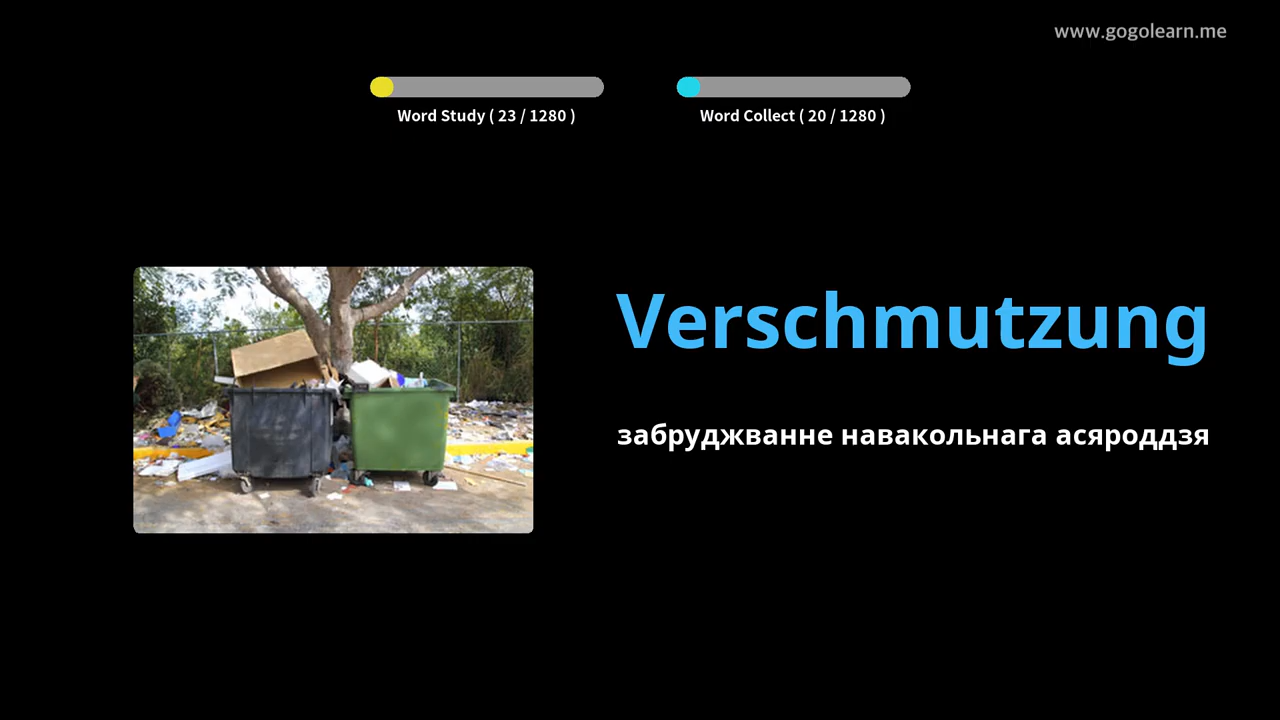 www.gogolearn.me
Word Study ( 23 / 1280 )
Word Collect ( 20 / 1280 )
Verschmutzung
забруджванне навакольнага асяроддзя